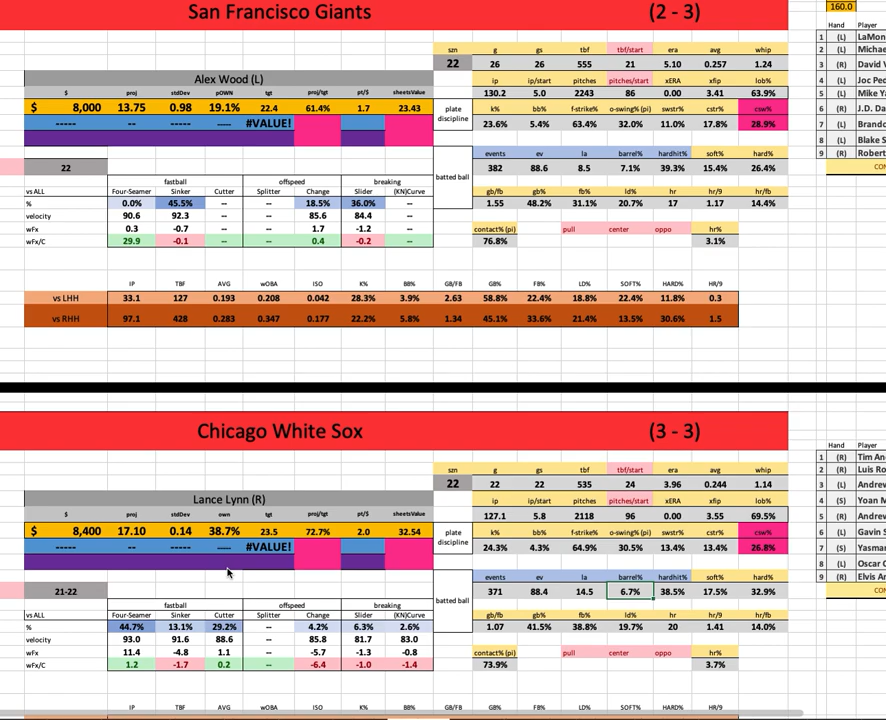 San Francisco Giants (2 - 3) 160.0
Hand Player
szn g gs tbf tbf/start era avg whip 1 (L) LaMon
22 26 26 555 21 5.10 0.257 1.24 2 (L) Michae
Alex Wood (L) ip ip/start pitches pitches/start xERA xfip lob% 3 (R) David
$ proj stdDev pOWN tgt proj/tgt pt/$ sheetsValue 130.2 5.0 2243 86 0.00 3.41 63.9% 4 (L) Joc Pe
5 (L) Mike Y
$ 8,000 13.75 0.98 19.1% 22.4 61.4% 1.7 23.43 plate discipline k% bb% f-strike% o-swing% (pi) swstr% cstr% csw% 6 (R) J.D. Da
----- -- ----- ---- #VALUE! 23.6% 5.4% 63.4% 32.0% 11.0% 17.8% 28.9% 7 (L) Brando
8 (L) Blake S
22 batted ball events ev la barrel% hardhit% soft% hard% 9 (R) Robert
382 88.6 8.5 7.1% 39.3% 15.4% 26.4%
fastball offspeed breaking
vs ALL Four-Seamer Sinker Cutter Splitter Change Slider (KN)Curve gb/fb gb% fb% ld% hr hr/9 hr/fb
% 0.0% 45.5% -- -- 18.5% 36.0% -- 1.55 48.2% 31.1% 20.7% 17 1.17 14.4%
velocity 90.6 92.3 -- -- 85.6 84.4 --
wFx 0.3 -0.7 -- -- 1.7 -1.2 -- contact% (pi) pull center oppo hr%
wFx/C 29.9 -0.1 -- -- 0.4 -0.2 -- 76.8% 3.1%
IP TBF AVG wOBA ISO K% BB% GB/FB GB% FB% LD% SOFT% HARD% HR/9
vs LHH 33.1 127 0.193 0.208 0.042 28.3% 3.9% 2.63 58.8% 22.4% 18.8% 22.4% 11.8% 0.3
vs RHH 97.1 428 0.283 0.347 0.177 22.2% 5.8% 1.34 45.1% 33.6% 21.4% 13.5% 30.6% 1.5
Chicago White Sox (3 - 3)
Hand Player
szn g gs tbf tbf/start era avg whip 1 (R) Tim An
22 22 22 535 24 3.96 0.244 1.14 2 (R) Luis Ro
Lance Lynn (R) ip ip/start pitches pitches/start xERA xfip lob% 3 (L) Andre
$ proj stdDev own tgt proj/tgt pt/$ sheetsValue 127.1 5.8 2118 96 0.00 3.55 69.5% 4 (S) Yoan M
5 (R) Andre
$ 8,400 17.10 0.14 38.7% 23.5 72.7% 2.0 32.54 plate discipline k% bb% f-strike% o-swing% (pi) swstr% cstr% csw% 6 (L) Gavin S
----- -- ----- ---- #VALUE! 24.3% 4.3% 64.9% 30.5% 13.4% 13.4% 26.8% 7 (S) Yasma
8 (L) Oscar C
21-22 batted ball events ev la barrel% hardhit% soft% hard% 9 (R) Elvis A
371 88.4 14.5 6.7% 38.5% 17.5% 32.9%
fastball offspeed breaking
vs ALL Four-Seamer Sinker Cutter Splitter Change Slider (KN)Curve gb/fb gb% fb% ld% hr hr/9 hr/fb
% 44.7% 13.1% 29.2% -- 4.2% 6.3% 2.6% 1.07 41.5% 38.8% 19.7% 20 1.41 14.0%
velocity 93.0 91.6 88.6 -- 85.8 81.7 83.0
wFx 11.4 -4.8 1.1 -- -5.7 -1.3 -0.8 contact% (pi) pull center oppo hr%
wFx/C 1.2 -1.7 0.2 -- -6.4 -1.0 -1.4 73.9% 3.7%
IP TBF AVG wOBA ISO K% BB% GB/FB GB% FB% LD% SOFT% HARD% HR/9